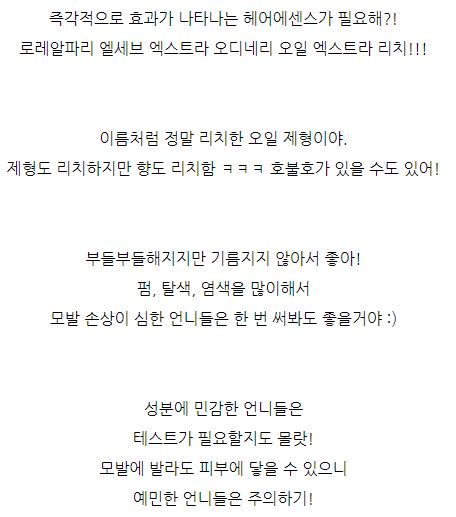 즉각적으로 효과가 나타나는 헤어에센스가 필요해?!
로레알파리 엘세브 엑스트라 오디네리 오일 엑스트라 리치!!!
이름처럼 정말 리치한 오일 제형이야.
제형도 리치하지만 향도 리치함 ㅋㅋㅋ 호불호가 있을 수도 있어!
부들부들해지지만 기름지지 않아서 좋아!
펌, 탈색, 염색을 많이해서
모발 손상이 심한 언니들은 한 번 써봐도 좋을거야 :)
성분에 민감한 언니들은
테스트가 필요할지도 몰랏!
모발에 발라도 피부에 닿을 수 있으니
예민한 언니들은 주의하기!